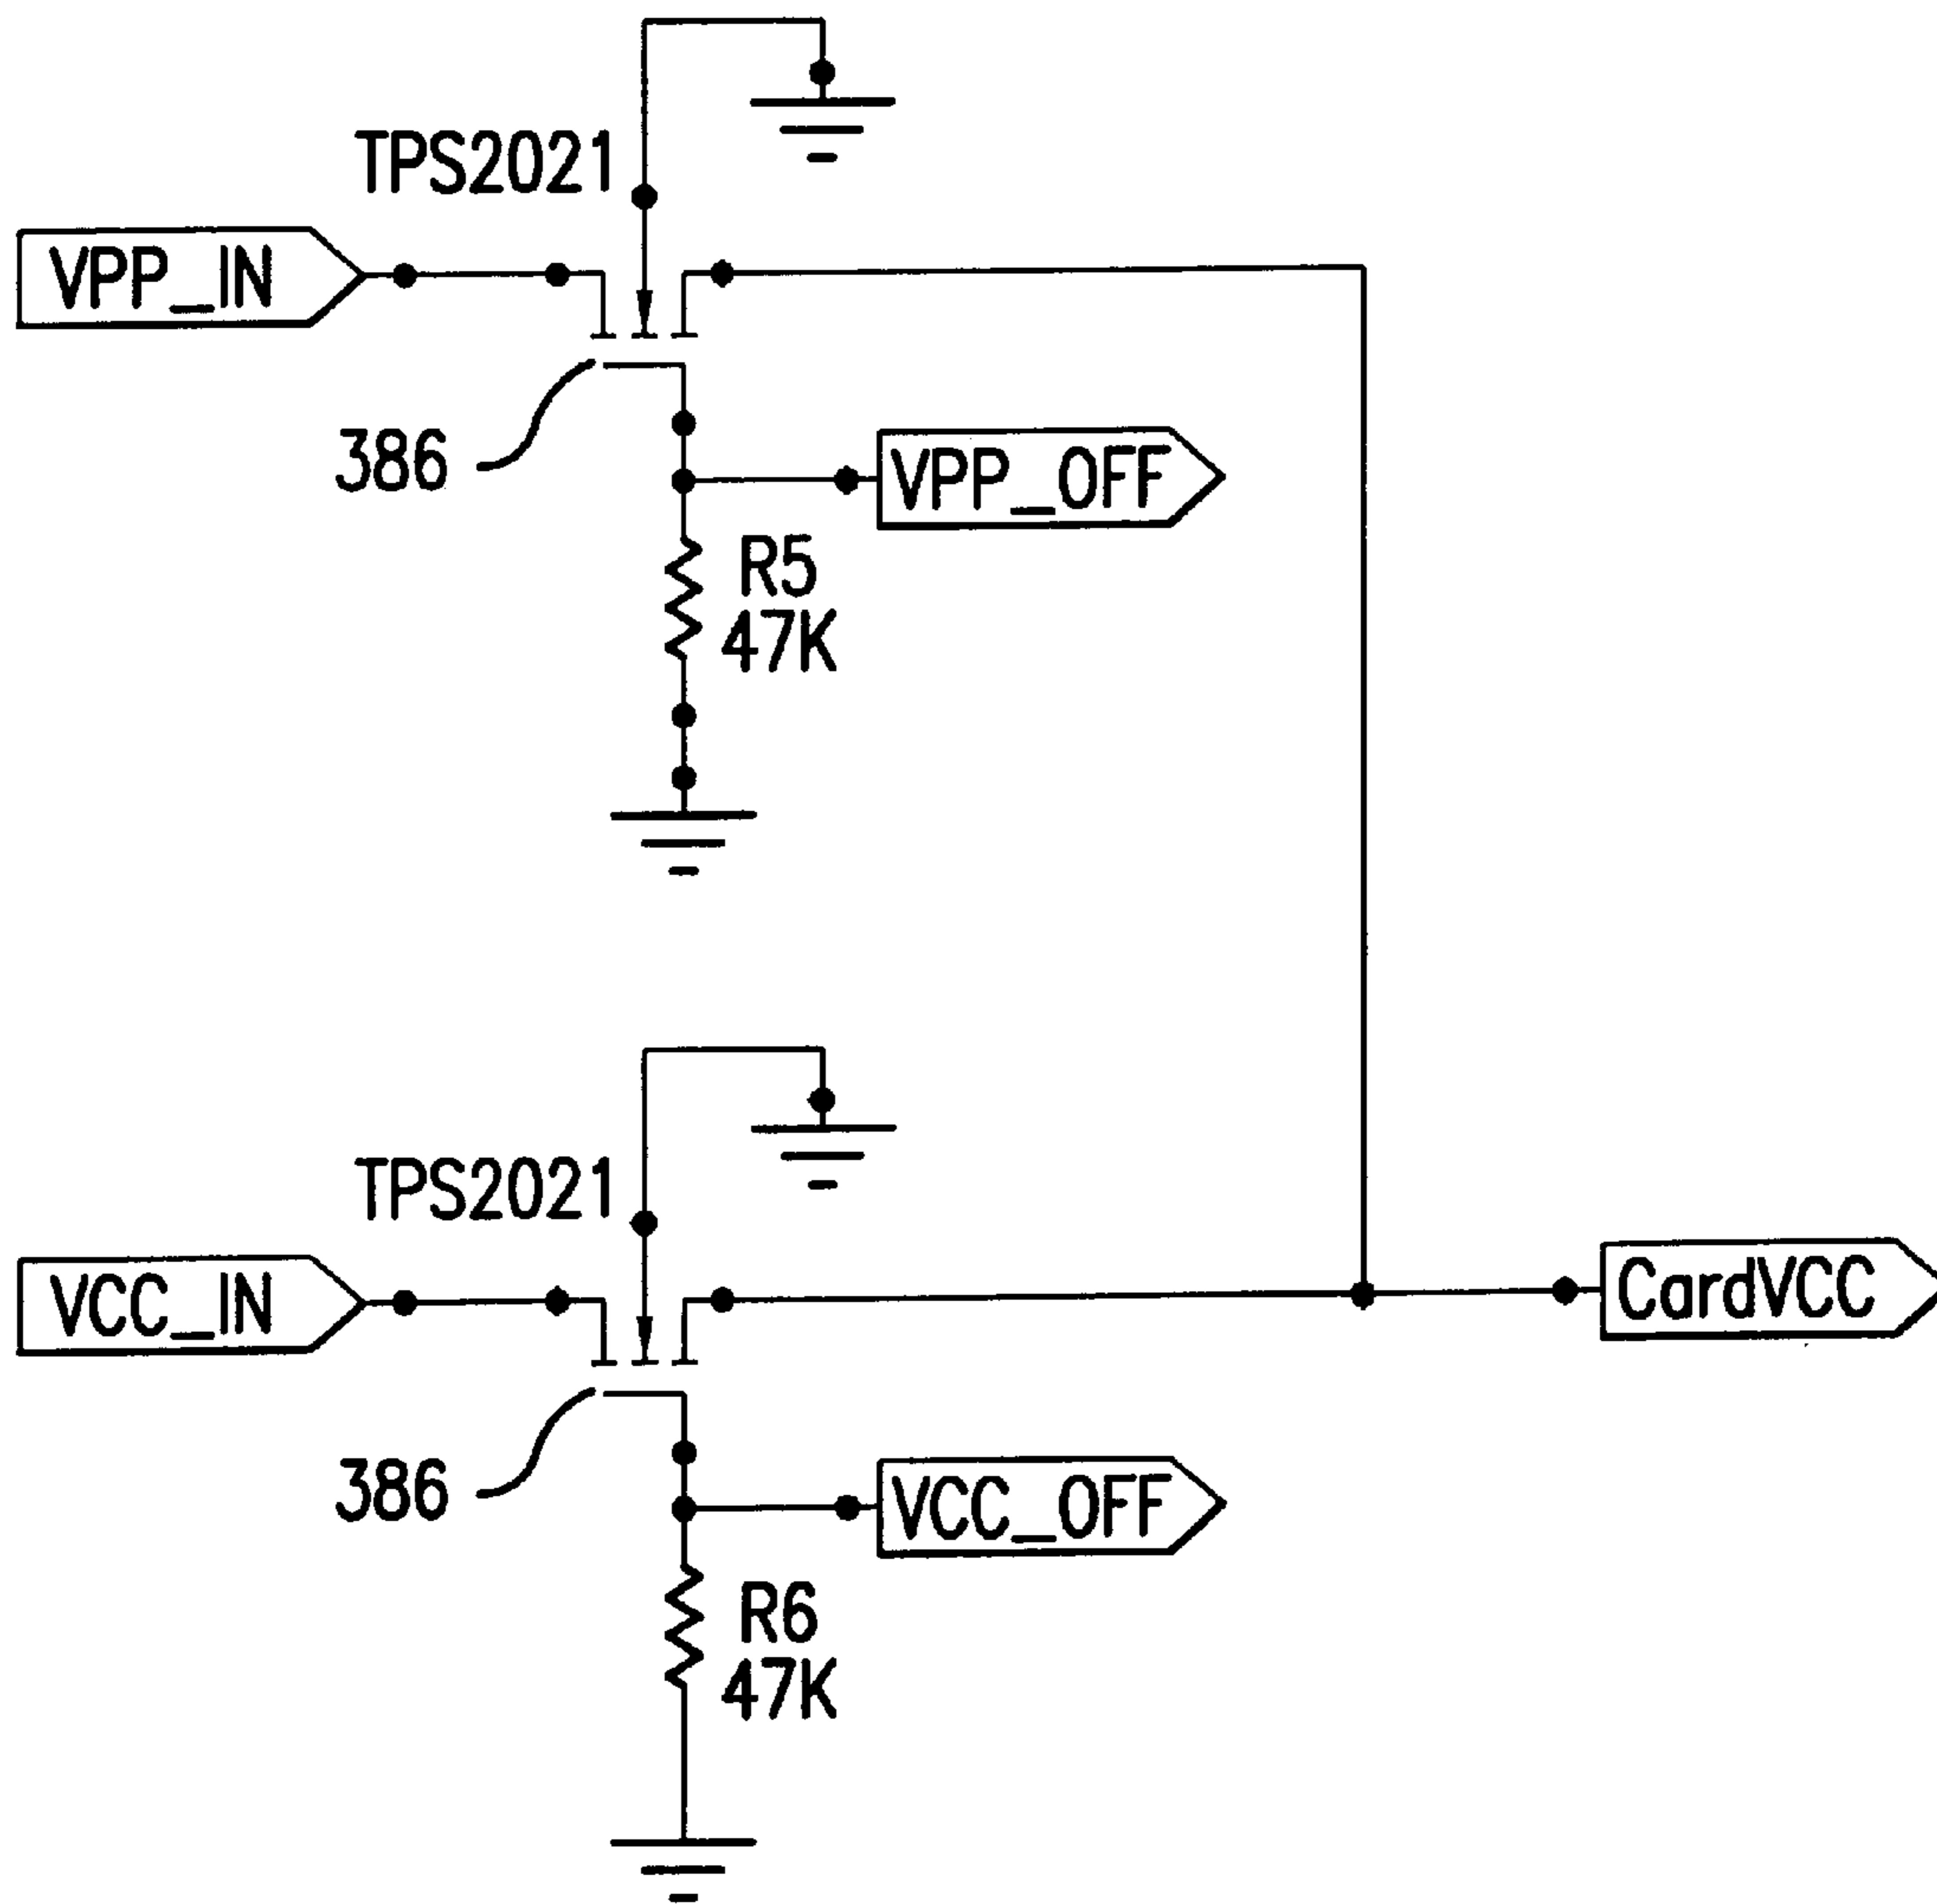 TPS2021
VPP_IN
386
VPP_OFF
R5
47K
TPS2021
VCC_IN
CardVCC
386
VCC_OFF
R6
47K